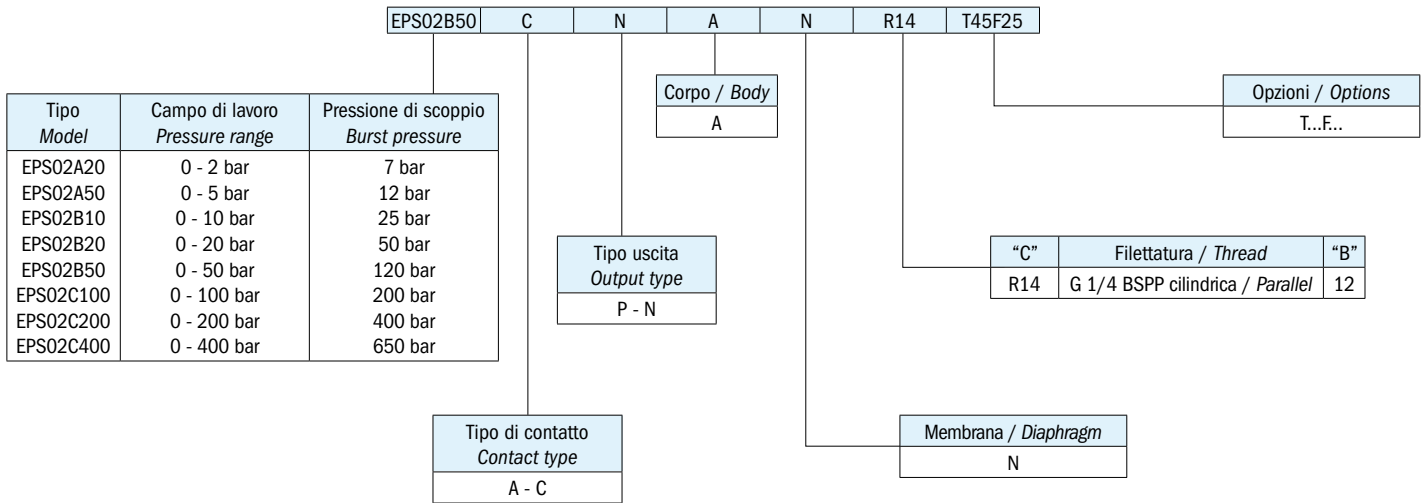 EPS02B50 C N A N R14 T45F25
Tipo Campo di lavoro Pressione di scoppio
Model Pressure range Burst pressure
EPS02A20 0 - 2 bar 7 bar
EPS02A50 0 - 5 bar 12 bar
EPS02B10 0 - 10 bar 25 bar
EPS02B20 0 - 20 bar 50 bar
EPS02B50 0 - 50 bar 120 bar
EPS02C100 0 - 100 bar 200 bar
EPS02C200 0 - 200 bar 400 bar
EPS02C400 0 - 400 bar 650 bar
Corpo / Body
A
Opzioni / Options
T...F...
Tipo uscita
Output type
P - N
“C” Filettatura / Thread “B”
R14 G 1/4 BSPP cilindrica / Parallel 12
Tipo di contatto
Contact type
A - C
Membrana / Diaphragm
N